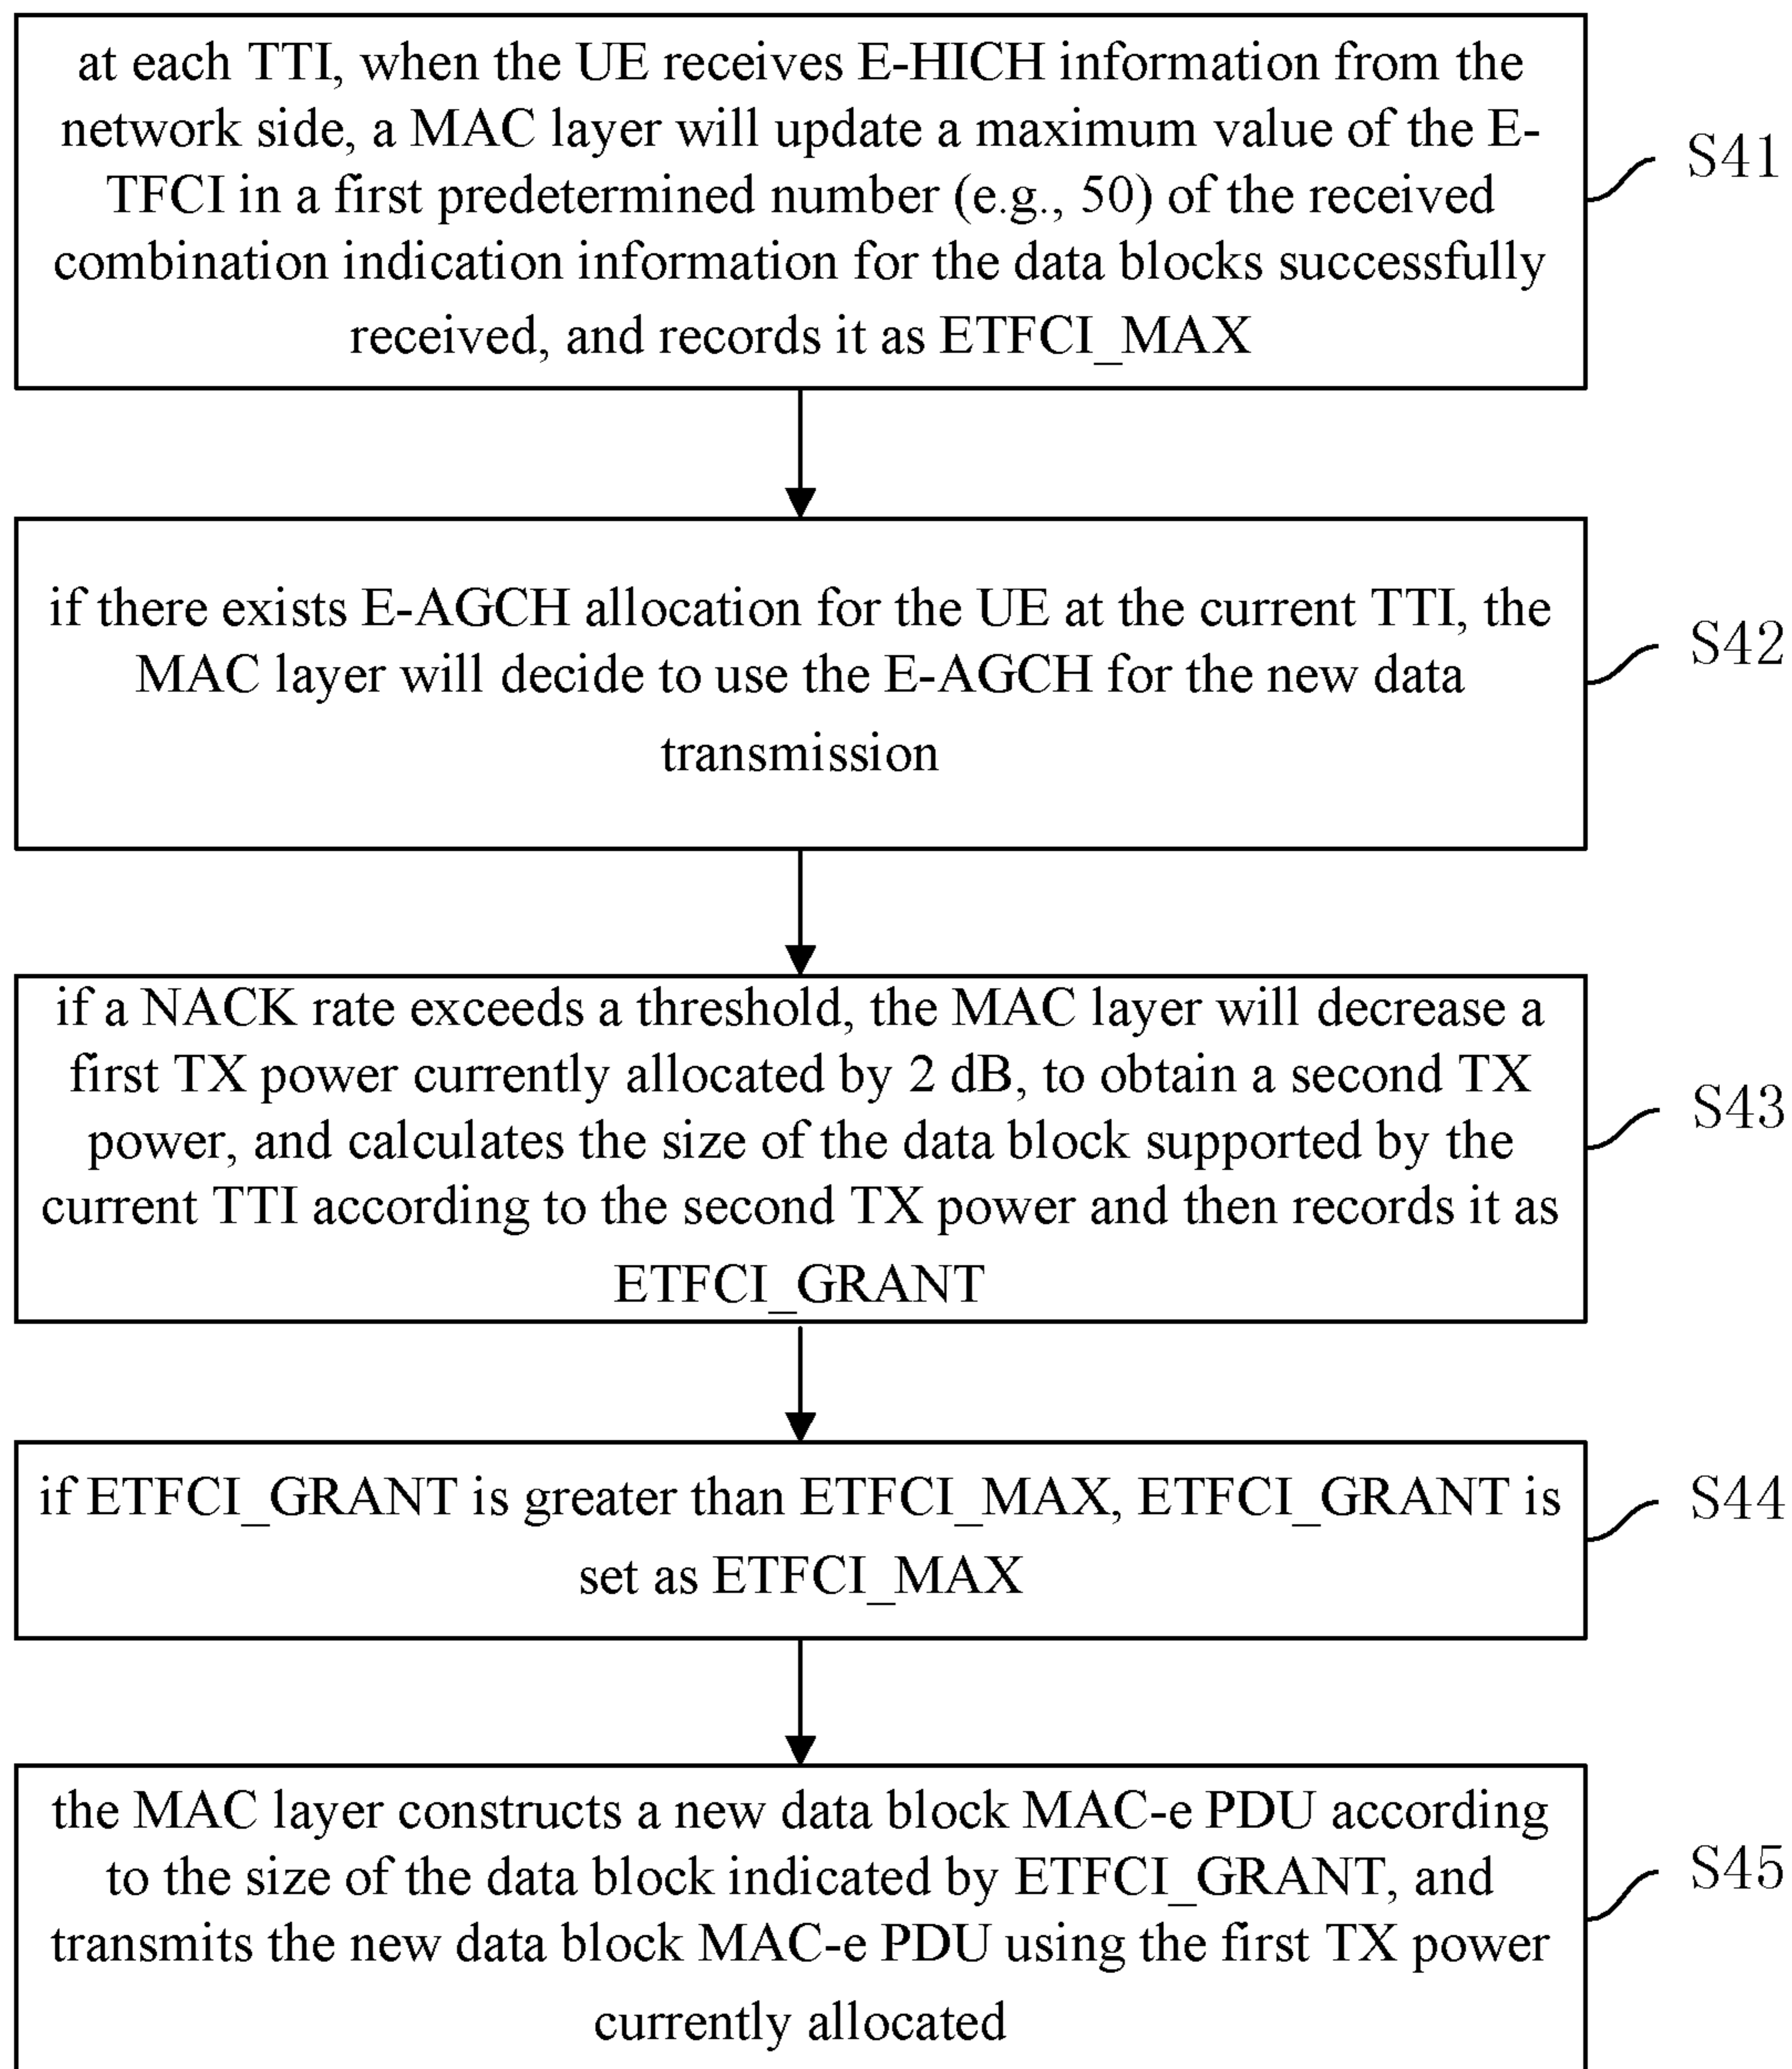 at each TTI, when the UE receives E-HICH information from the
network side, a MAC layer will update a maximum value of the E-
TFCI in a first predetermined number (e.g., 50) of the received
combination indication information for the data blocks successfully
received, and records it as ETFCI_MAX
S41
if there exists E-AGCH allocation for the UE at the current TTI, the
MAC layer will decide to use the E-AGCH for the new data
transmission
S42
if a NACK rate exceeds a threshold, the MAC layer will decrease a
first TX power currently allocated by 2 dB, to obtain a second TX
power, and calculates the size of the data block supported by the
current TTI according to the second TX power and then records it as
ETFCI_GRANT
S43
if ETFCI_GRANT is greater than ETFCI_MAX, ETFCI_GRANT is
set as ETFCI_MAX
S44
the MAC layer constructs a new data block MAC-e PDU according
to the size of the data block indicated by ETFCI_GRANT, and
transmits the new data block MAC-e PDU using the first TX power
currently allocated
S45